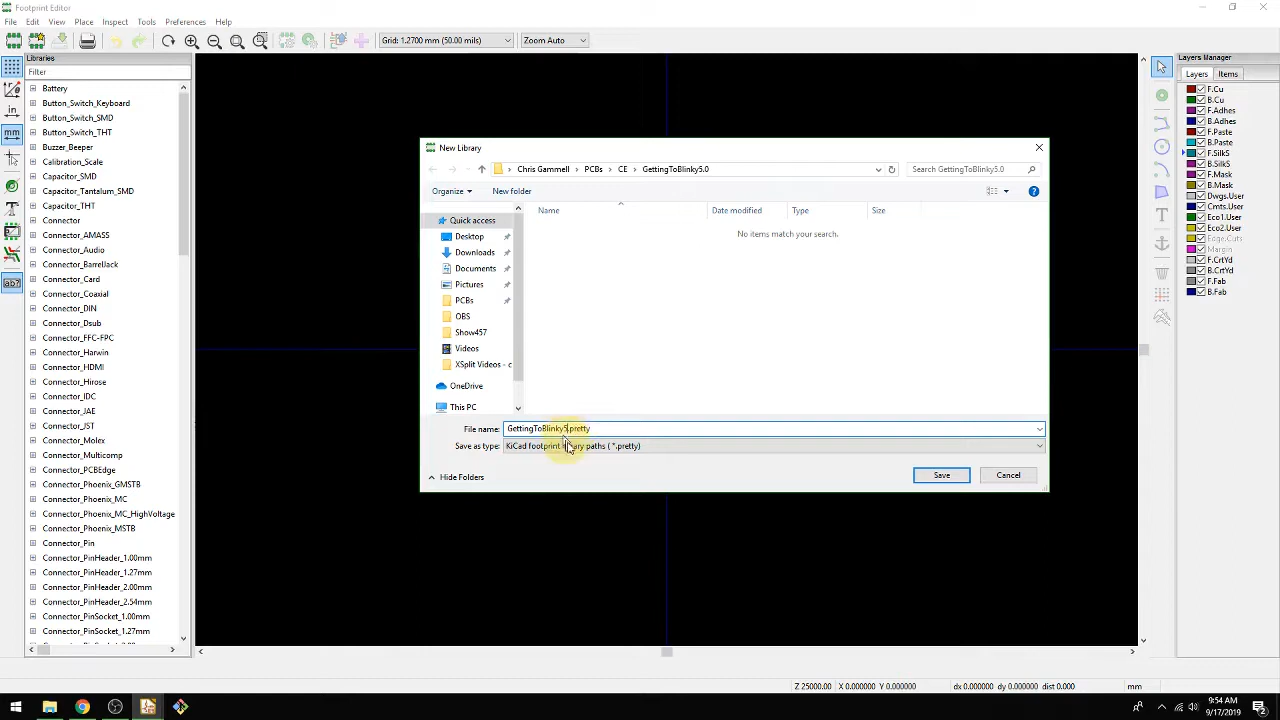 Footprint Editor
File Edit View Place Inspect Tools Preferences Help
Grid: 1.2700 mm (50.00 mils) Zoom Auto
Libraries
Filter
Battery
Button_Switch_Keyboard
Button_Switch_SMD
Button_Switch_THT
Buzzer_Beeper
Calibration_Scale
Capacitor_SMD
Capacitor_Tantalum_SMD
Capacitor_THT
Connector
Connector_AMASS
Connector_Audio
Connector_BarrelJack
Connector_Card
Connector_Coaxial
Connector_DIN
Connector_Dsub
Connector_FFC-FPC
Connector_Harwin
Connector_HDMI
Connector_Hirose
Connector_IDC
Connector_JAE
Connector_JST
Connector_Molex
Connector_Multicomp
Connector_PCBEdge
Connector_Phoenix_GMSTB
Connector_Phoenix_MC
Connector_Phoenix_MC_HighVoltage
Connector_Phoenix_MSTB
Connector_Pin
Connector_PinHeader_1.00mm
Connector_PinHeader_1.27mm
Connector_PinHeader_2.00mm
Connector_PinHeader_2.54mm
Connector_PinSocket_1.00mm
Connector_PinSocket_1.27mm
in
mm
ab?
New Library
Chris Gammell > PCBs > CE > GettingToBlinky5.0
Search GettingToBlinky5.0
Organize New folder
Name Date modified Type Size
No items match your search.
Quick access
Desktop
Downloads
Documents
Pictures
PCBs
OBS
Show457
Videos
XSplit Videos - c
OneDrive
This PC
File name: GettingToBlinky5.pretty
Save as type: KiCad footprint library paths ( *.pretty)
Hide Folders
Save Cancel
Layers Manager
Layers Items
F.Cu
B.Cu
F.Adhes
B.Adhes
F.Paste
B.Paste
F.SilkS
B.SilkS
F.Mask
B.Mask
Dwgs.User
Cmts.User
Eco1.User
Eco2.User
Edge.Cuts
Margin
F.CrtYd
B.CrtYd
F.Fab
B.Fab
Z 25000.00 X 0.000000 Y 0.000000 dx 0.000000 dy 0.000000 dist 0.000 mm
9:54 AM
9/17/2019